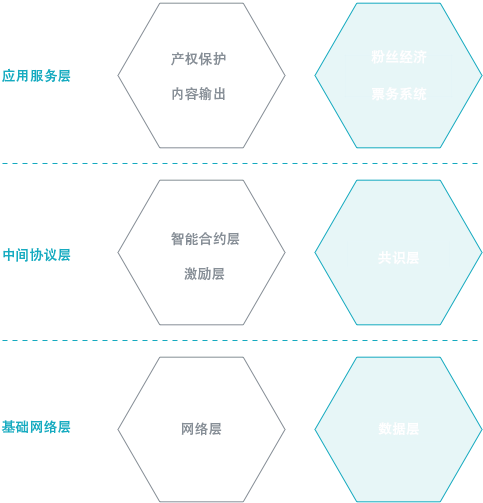 应用服务层
产权保护
内容输出
粉丝经济
票务系统
中间协议层
智能合约层
激励层
共识层
基础网络层
网络层
数据层